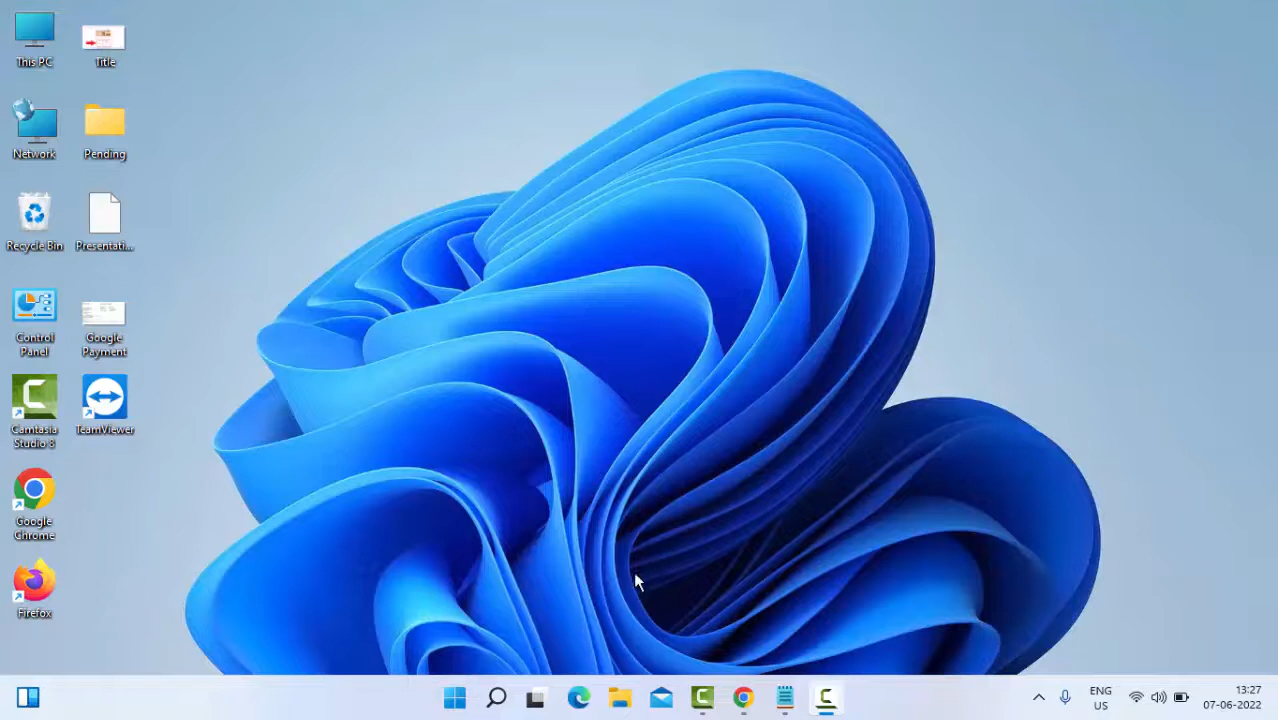 This PC
Title
Network
Pending
Recycle Bin
Presentati...
Control
Panel
Google
Payment
Camtasia
Studio 8
TeamViewer
Google
Chrome
Firefox
ENG
US
13:27
07-06-2022